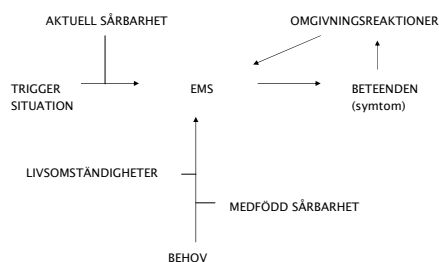 AKTUELL SÅRBARHET
OMGIVNINGSREAKTIONER
TRIGGER
SITUATION
EMS
BETEENDEN
(symtom)
LIVSOMSTÄNDIGHETER
MEDFÖDD SÅRBARHET
BEHOV